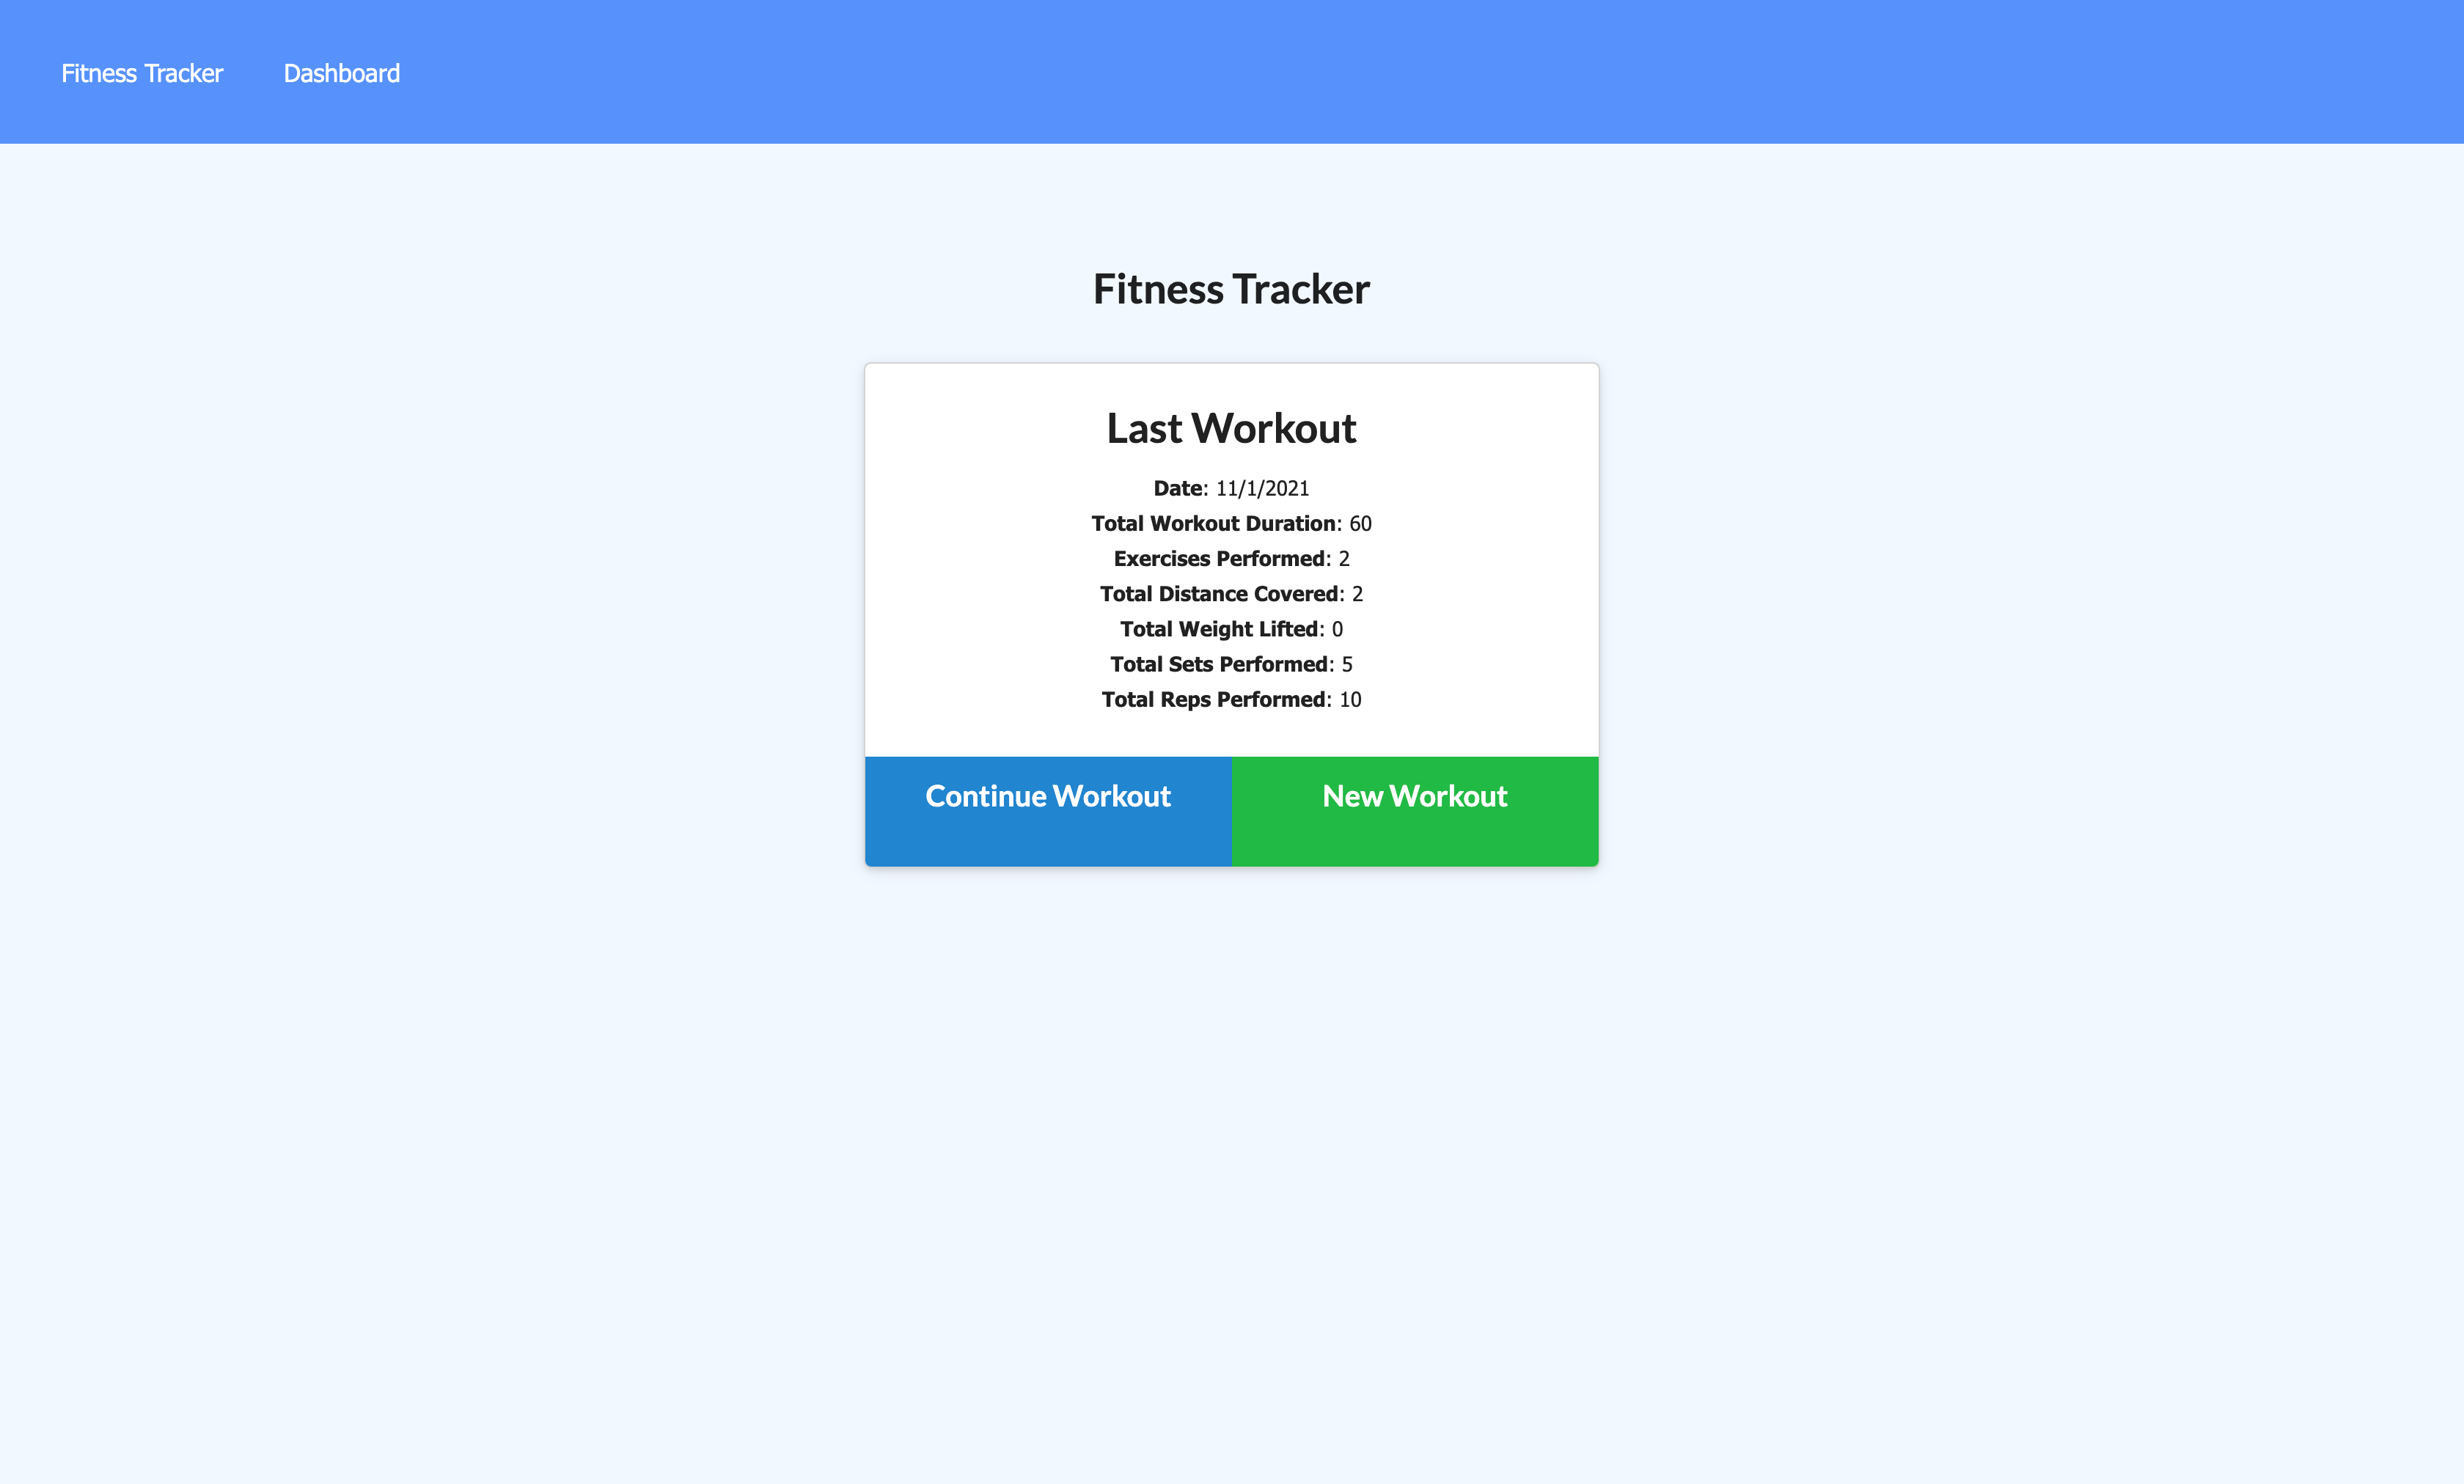 Fitness Tracker Dashboard
Fitness Tracker
Last Workout
Date: 11/1/2021
Total Workout Duration: 60
Exercises Performed: 2
Total Distance Covered: 2
Total Weight Lifted: 0
Total Sets Performed: 5
Total Reps Performed: 10
Continue Workout New Workout